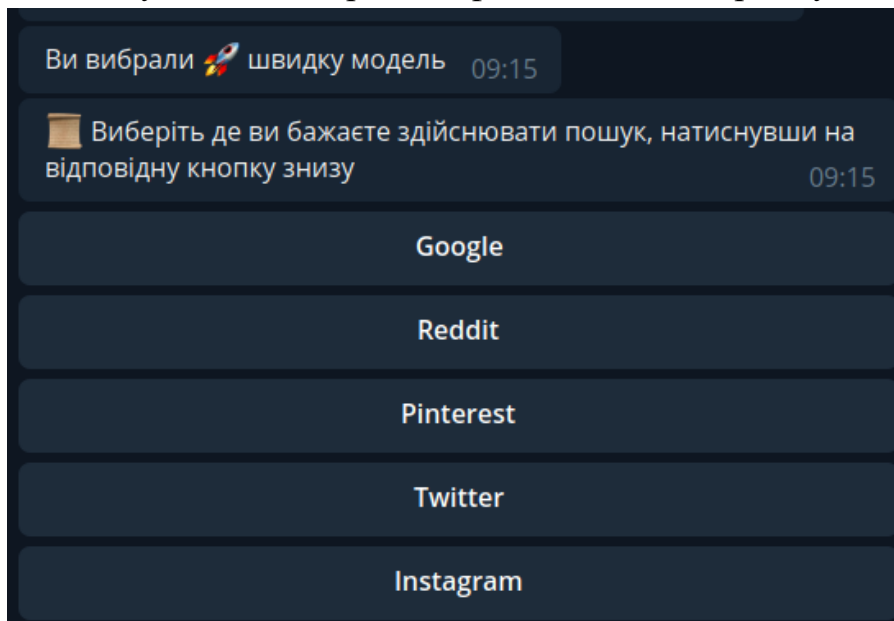 Ви вибрали 🚀 швидку модель 09:15
📜 Виберіть де ви бажаєте здійснювати пошук, натиснувши на
відповідну кнопку знизу 09:15
Google
Reddit
Pinterest
Twitter
Instagram